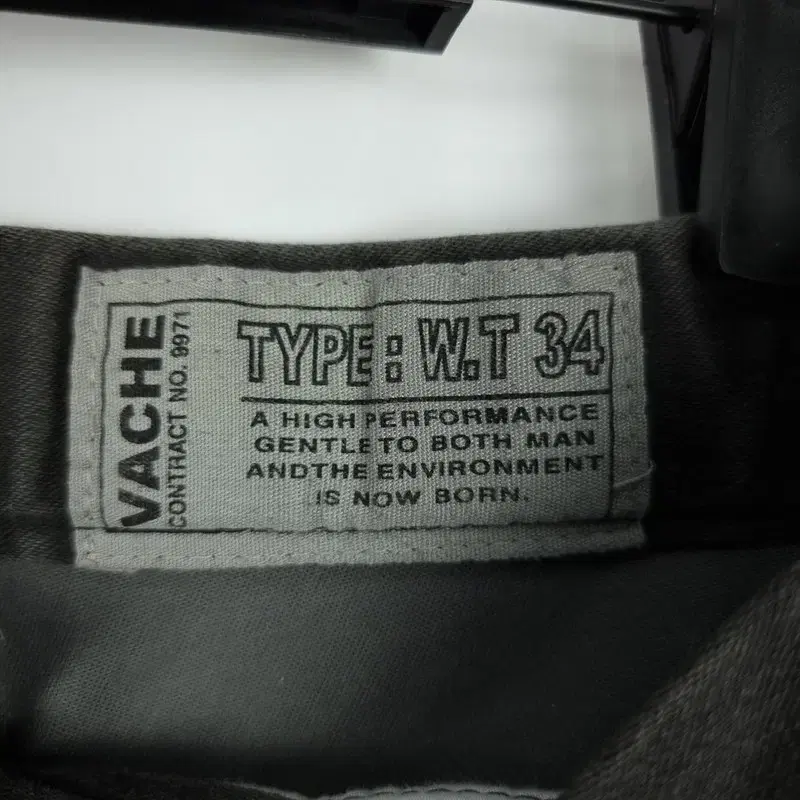 VACHE
CONTRACT NO. 9971
TYPE: W.T 34
A HIGH PERFORMANCE
GENTLE TO BOTH MAN
ANDTHE ENVIRONMENT
IS NOW BORN.